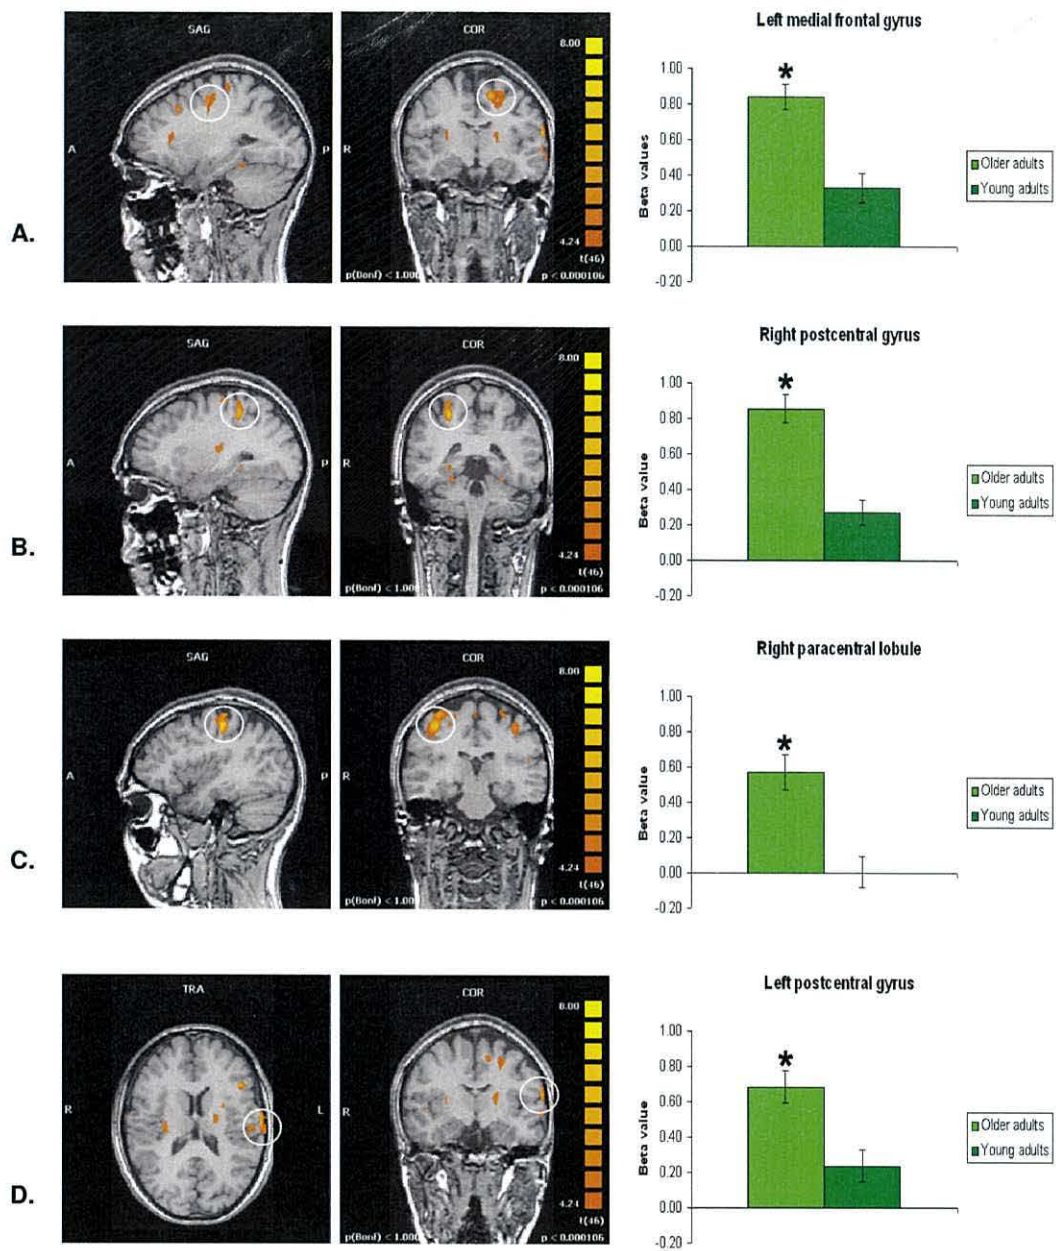 A.
SAG
A
P
COR
R
8.00
4.24
t(46)
p(Bonf) < 1.000
p < 0.000106
Left medial frontal gyrus
Beta values
1.00
0.80
0.60
0.40
0.20
0.00
-0.20
*
Older adults
Young adults
B.
SAG
A
P
COR
R
8.00
4.24
t(46)
p(Bonf) < 1.000
p < 0.000106
Right postcentral gyrus
Beta value
1.00
0.80
0.60
0.40
0.20
0.00
-0.20
*
Older adults
Young adults
C.
SAG
A
P
COR
R
8.00
4.24
t(46)
p(Bonf) < 1.00
p < 0.000106
Right paracentral lobule
Beta value
1.00
0.80
0.60
0.40
0.20
0.00
-0.20
*
Older adults
Young adults
D.
TRA
R
L
COR
R
8.00
4.24
t(46)
p(Bonf) < 1.000
p < 0.000106
Left postcentral gyrus
Beta value
1.00
0.80
0.60
0.40
0.20
0.00
-0.20
*
Older adults
Young adults